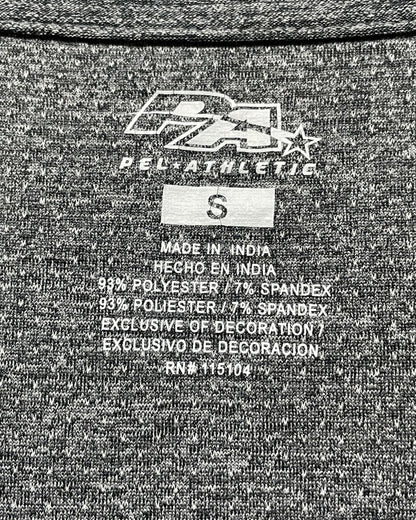 PA
PEL★ATHLETIC
S
MADE IN INDIA
HECHO EN INDIA
93% POLYESTER / 7% SPANDEX
93% POLIESTER / 7% SPANDEX
EXCLUSIVE OF DECORATION /
EXCLUSIVO DE DECORACION
RN# 115104